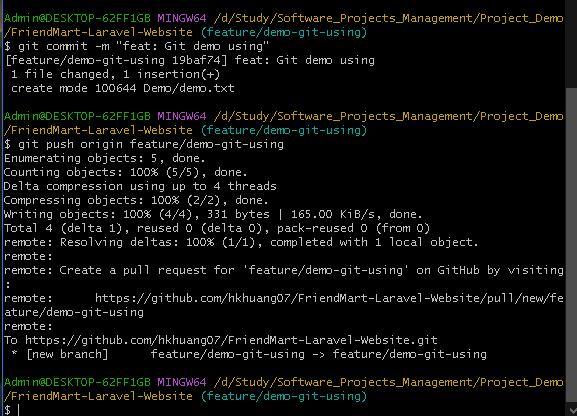 Admin@DESKTOP-62FF1GB MINGW64 /d/Study/Software_Projects_Management/Project_Demo
/FriendMart-Laravel-Website (feature/demo-git-using)
$ git commit -m "feat: Git demo using"
[feature/demo-git-using 19baf74] feat: Git demo using
 1 file changed, 1 insertion(+)
 create mode 100644 Demo/demo.txt

Admin@DESKTOP-62FF1GB MINGW64 /d/Study/Software_Projects_Management/Project_Demo
/FriendMart-Laravel-Website (feature/demo-git-using)
$ git push origin feature/demo-git-using
Enumerating objects: 5, done.
Counting objects: 100% (5/5), done.
Delta compression using up to 4 threads
Compressing objects: 100% (2/2), done.
Writing objects: 100% (4/4), 331 bytes | 165.00 KiB/s, done.
Total 4 (delta 1), reused 0 (delta 0), pack-reused 0 (from 0)
remote: Resolving deltas: 100% (1/1), completed with 1 local object.
remote:
remote: Create a pull request for 'feature/demo-git-using' on GitHub by visiting
:
remote:      https://github.com/hkhuang07/FriendMart-Laravel-Website/pull/new/fe
ature/demo-git-using
remote:
To https://github.com/hkhuang07/FriendMart-Laravel-Website.git
 * [new branch]      feature/demo-git-using -> feature/demo-git-using

Admin@DESKTOP-62FF1GB MINGW64 /d/Study/Software_Projects_Management/Project_Demo
/FriendMart-Laravel-Website (feature/demo-git-using)
$